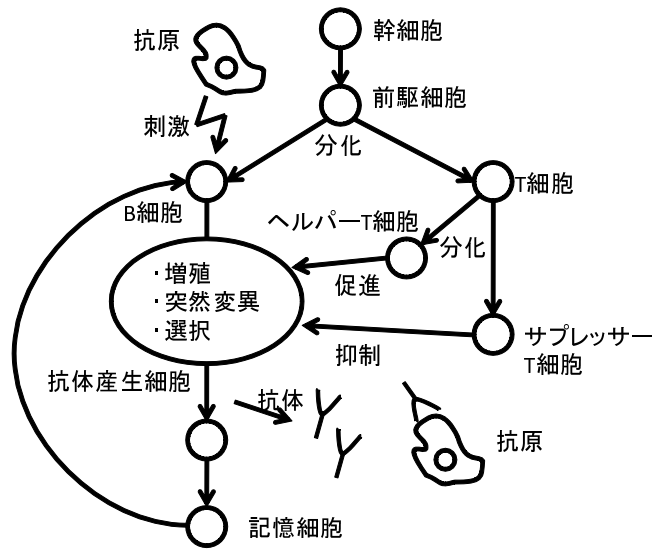 抗原
幹細胞
前駆細胞
刺激
分化
B細胞
T細胞
ヘルパーT細胞
分化
・増殖
・突然変異
・選択
促進
抑制
サプレッサー
T細胞
抗体産生細胞
抗体
抗原
記憶細胞